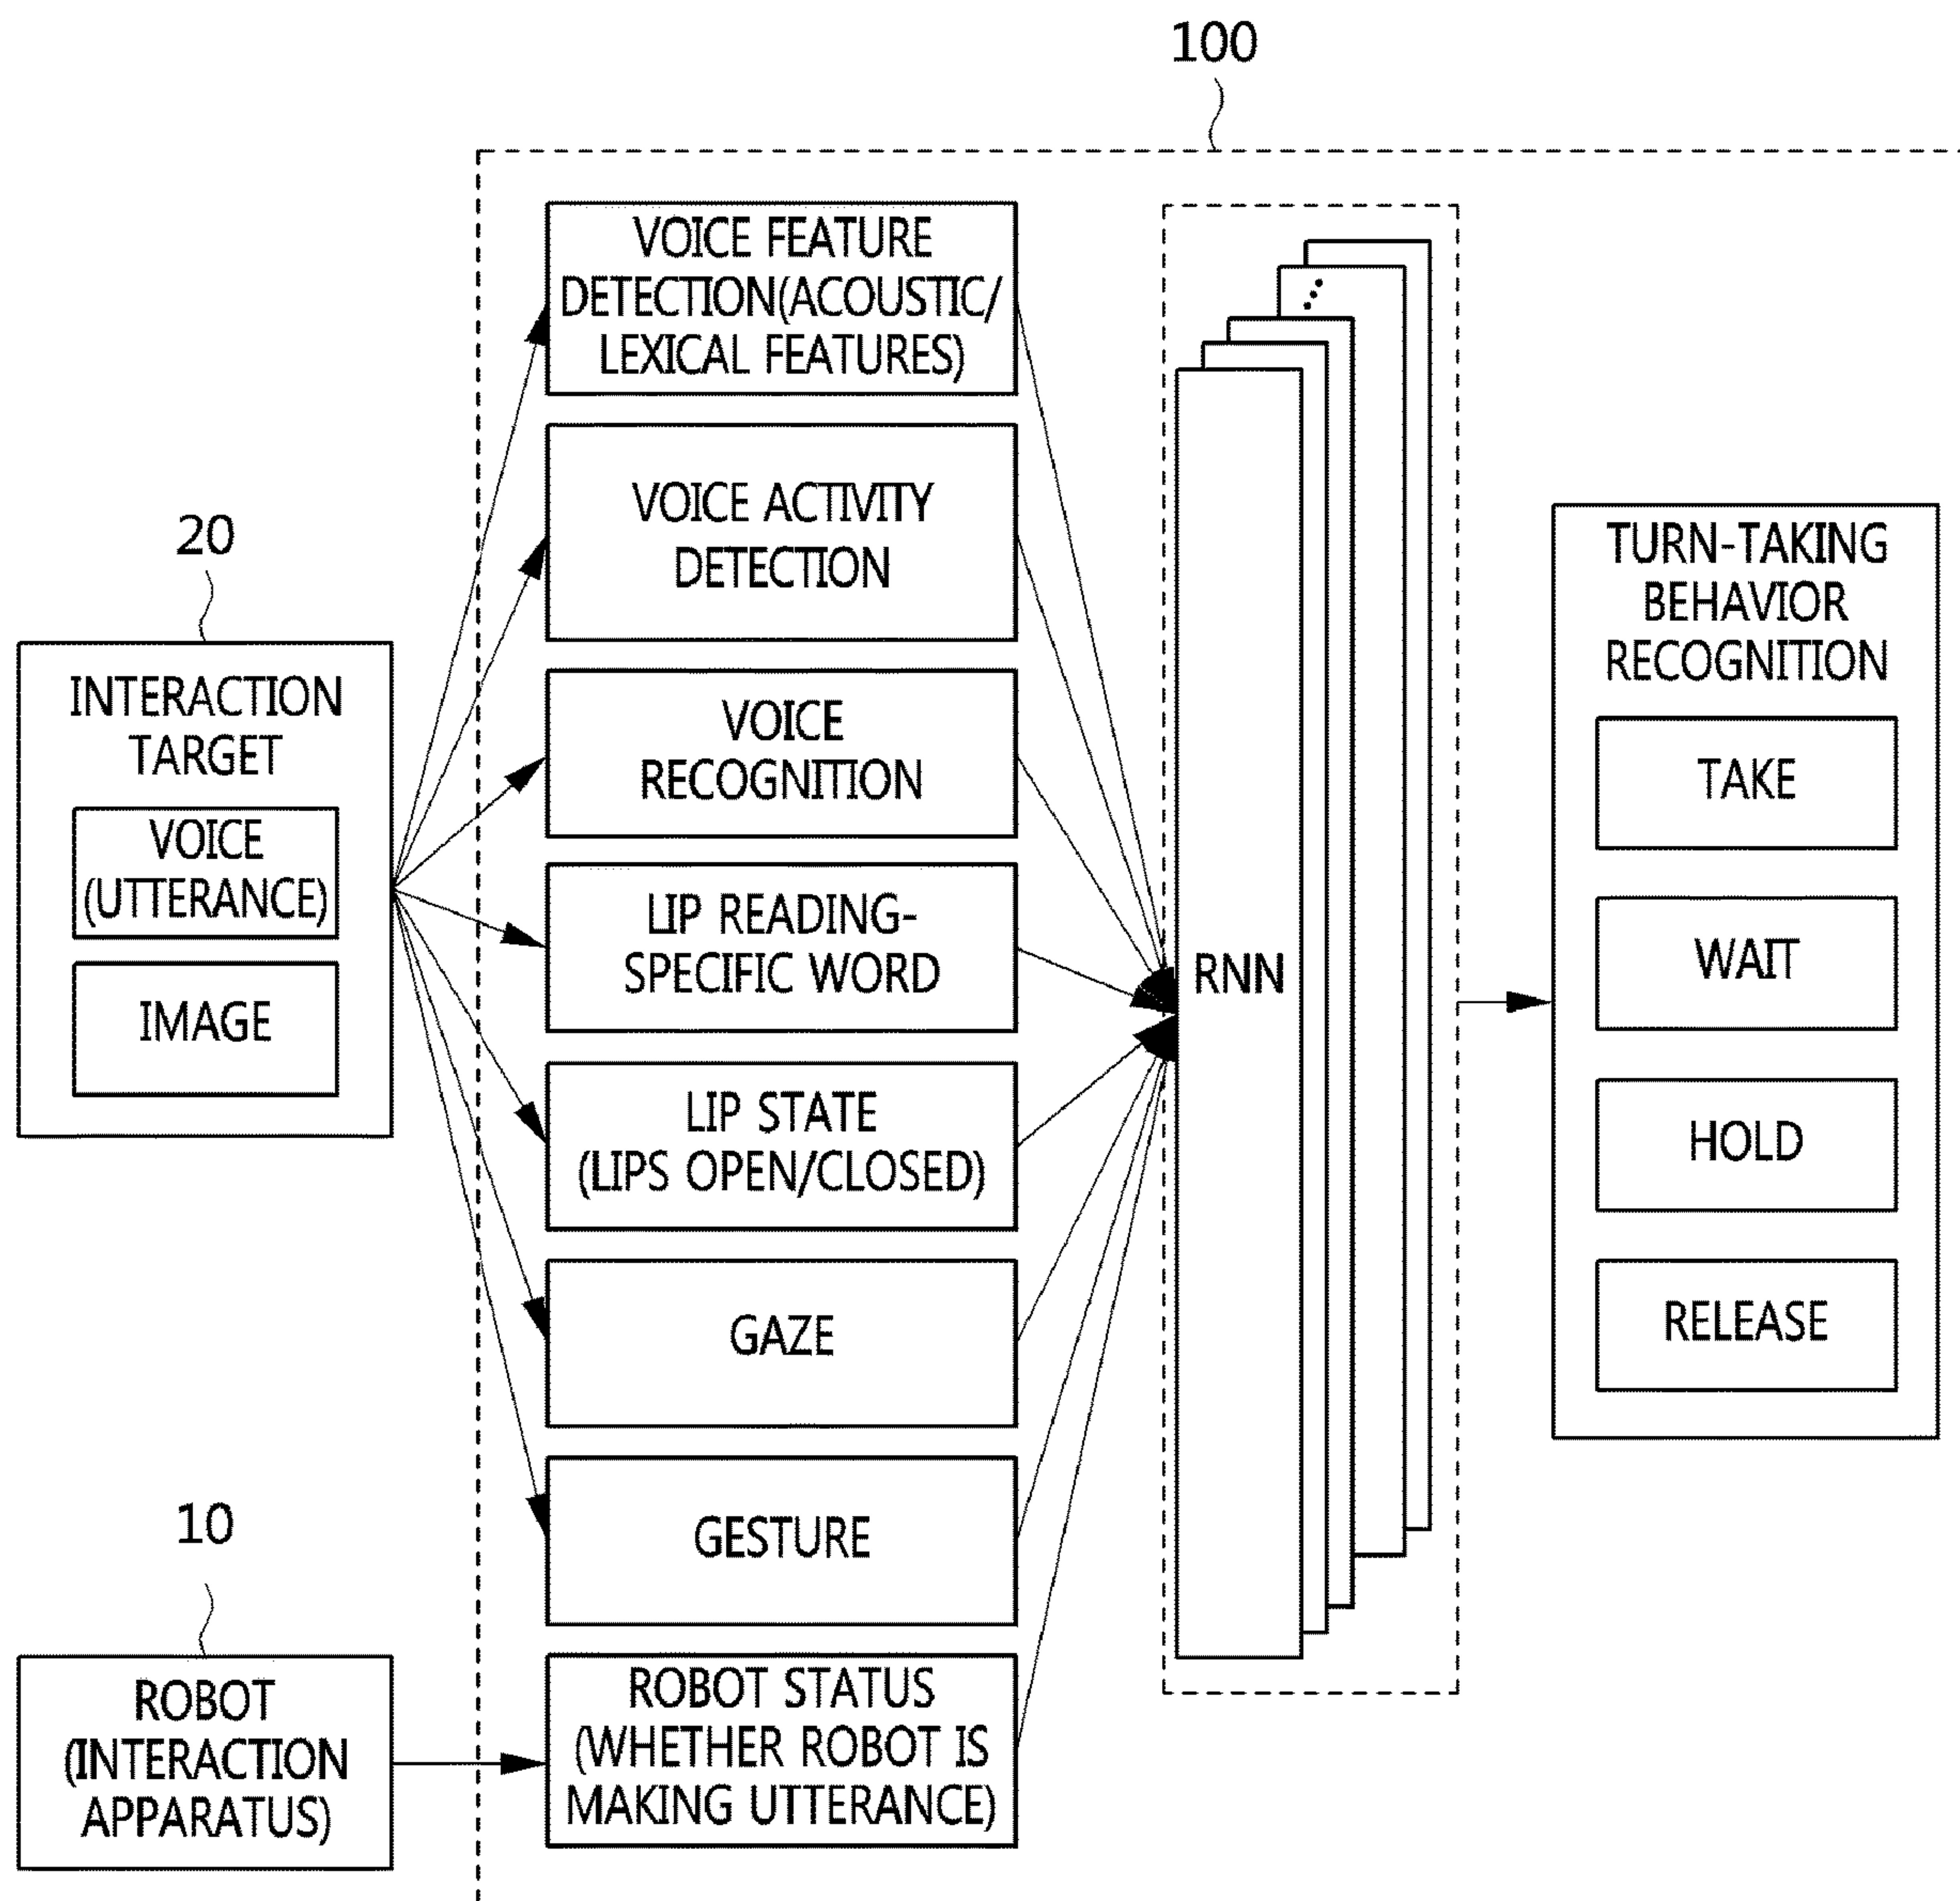 100
20
INTERACTION
TARGET
VOICE
(UTTERANCE)
IMAGE
10
ROBOT
(INTERACTION
APPARATUS)
VOICE FEATURE
DETECTION(ACOUSTIC/
LEXICAL FEATURES)
VOICE ACTIVITY
DETECTION
VOICE
RECOGNITION
LIP READING-
SPECIFIC WORD
LIP STATE
(LIPS OPEN/CLOSED)
GAZE
GESTURE
ROBOT STATUS
(WHETHER ROBOT IS
MAKING UTTERANCE)
RNN
TURN-TAKING
BEHAVIOR
RECOGNITION
TAKE
WAIT
HOLD
RELEASE